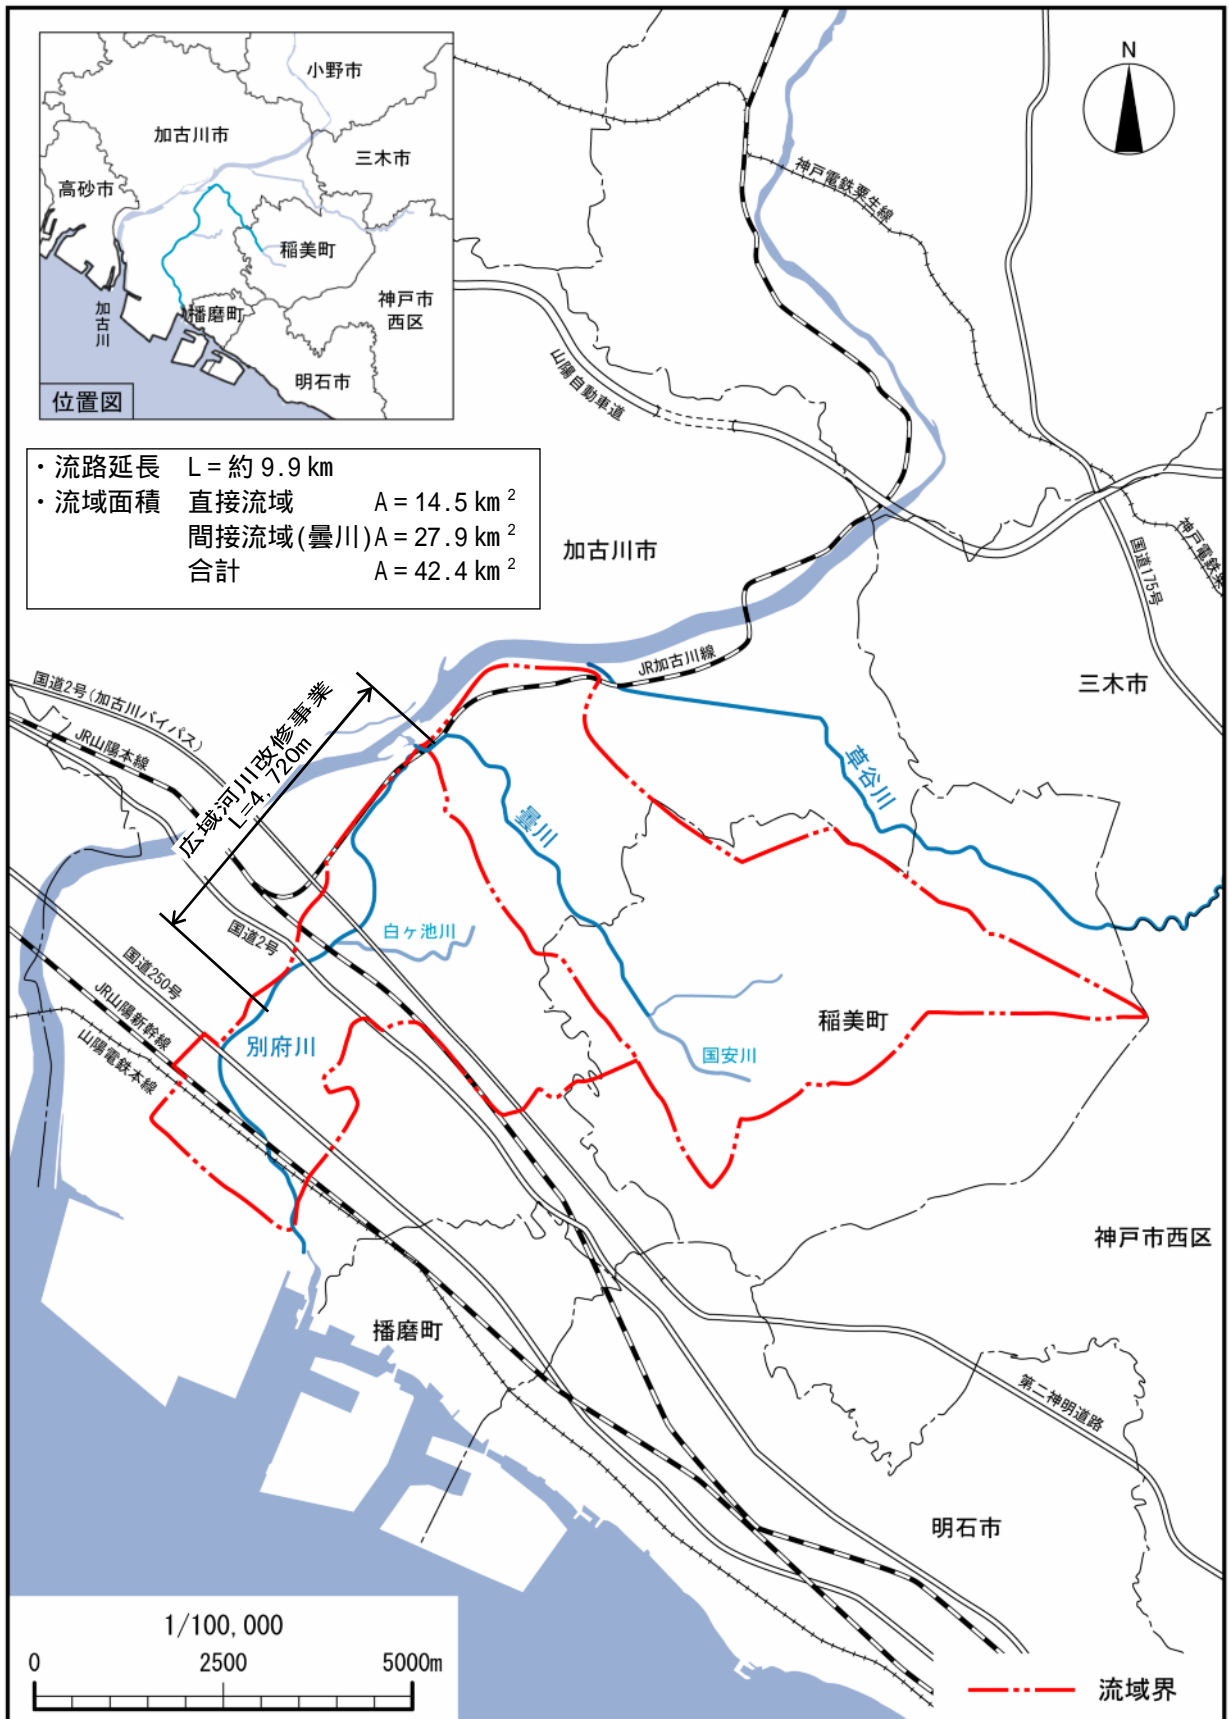 小野市
加古川市
三木市
高砂市
稲美町
加古川
播磨町
神戸市
西区
明石市
位置図
N
・流路延長 L=約9.9km
・流域面積 直接流域 A=14.5km²
間接流域(曇川)A=27.9km²
合計 A=42.4km²
神戸電鉄粟生線
山陽自動車道
加古川市
国道175号
神戸電鉄粟
JR加古川線
三木市
国道2号(加古川バイパス)
JR山陽本線
広域河川改修事業
L=4,720m
草谷川
曇川
白ヶ池川
国道2号
国道250号
JR山陽新幹線
山陽電鉄本線
別府川
稲美町
国安川
神戸市西区
播磨町
第二神明道路
明石市
1/100,000
0 2500 5000m
流域界